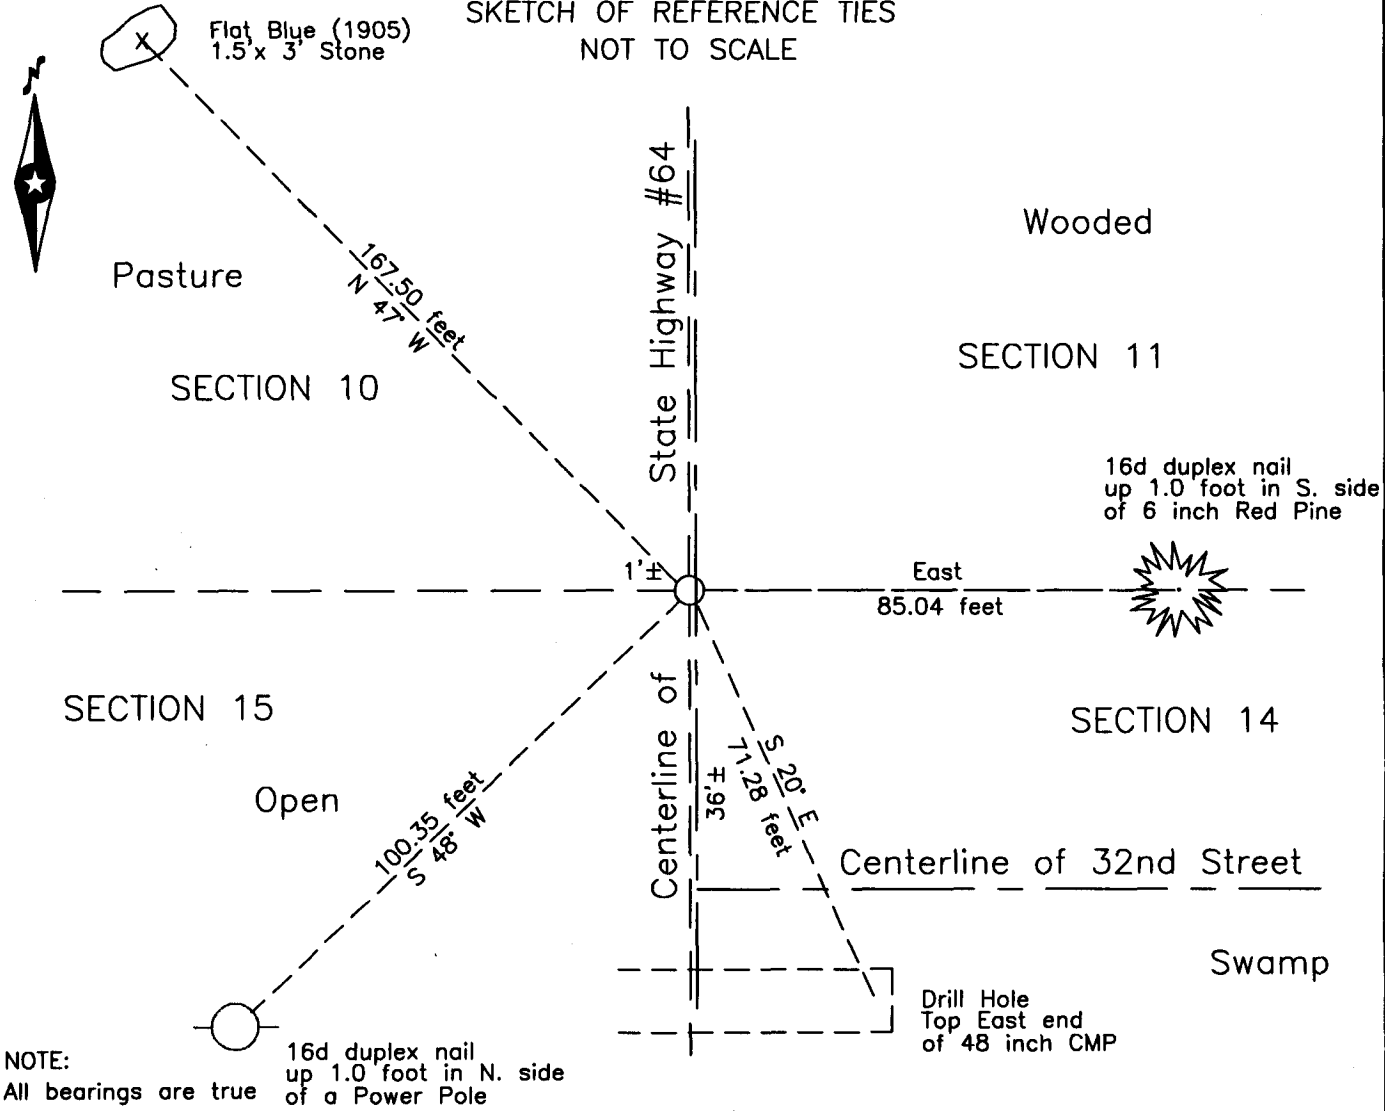 SKETCH OF REFERENCE TIES
NOT TO SCALE
Flat Blue (1905)
1.5'x 3' Stone
N
State Highway #64
Wooded
Pasture
167.50 feet
N 47° W
SECTION 10
SECTION 11
16d duplex nail
up 1.0 foot in S. side
of 6 inch Red Pine
1'±
East
85.04 feet
SECTION 15
SECTION 14
Centerline of
36'±
S 20° E
71.28 feet
Open
100.35 feet
S 48° W
Centerline of 32nd Street
Swamp
Drill Hole
Top East end
of 48 inch CMP
NOTE:
All bearings are true
16d duplex nail
up 1.0 foot in N. side
of a Power Pole